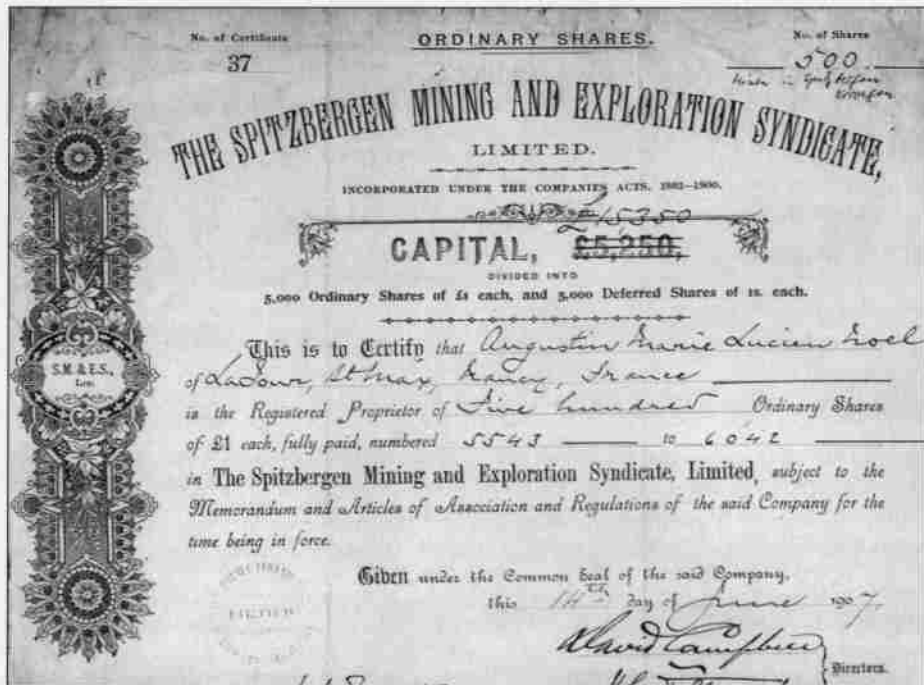 No. of Certificate
37
ORDINARY SHARES.
No. of Shares
500
THE SPITZBERGEN MINING AND EXPLORATION SYNDICATE,
LIMITED.
INCORPORATED UNDER THE COMPANIES ACTS, 1862–1900.
£15350
CAPITAL, £5,250,
DIVIDED INTO
5,000 Ordinary Shares of £1 each, and 5,000 Deferred Shares of 1s. each.
This is to Certify that Augustin Marie Lucien Noel
of LaTour, St Max, Nancy, France
is the Registered Proprietor of Five hundred Ordinary Shares
of £1 each, fully paid, numbered 5543 to 6042
in The Spitzbergen Mining and Exploration Syndicate, Limited, subject to the
Memorandum and Articles of Association and Regulations of the said Company for the
time being in force.
S.M. & E.S.,
Lim.
Given under the Common Seal of the said Company,
this 14th day of June 1907.
David Campbell
Directors.